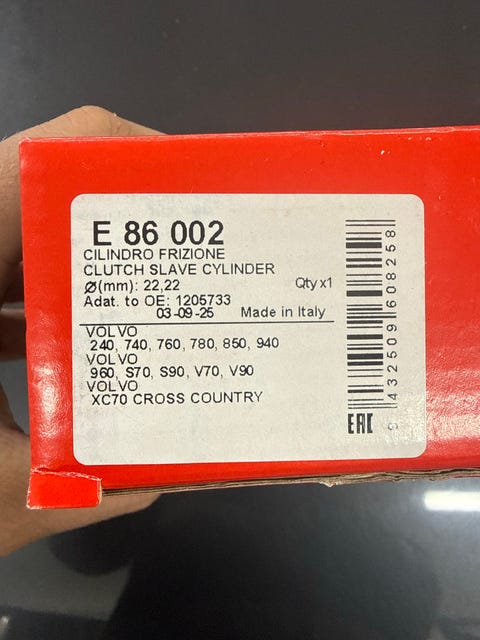 E 86 002
CILINDRO FRIZIONE
CLUTCH SLAVE CYLINDER
Ø(mm): 22,22 Qty x1
Adat. to OE: 1205733
03-09-25 Made in Italy
VOLVO
240, 740, 760, 780, 850, 940
VOLVO
960, S70, S90, V70, V90
VOLVO
XC70 CROSS COUNTRY
EAC
9 432509 608258